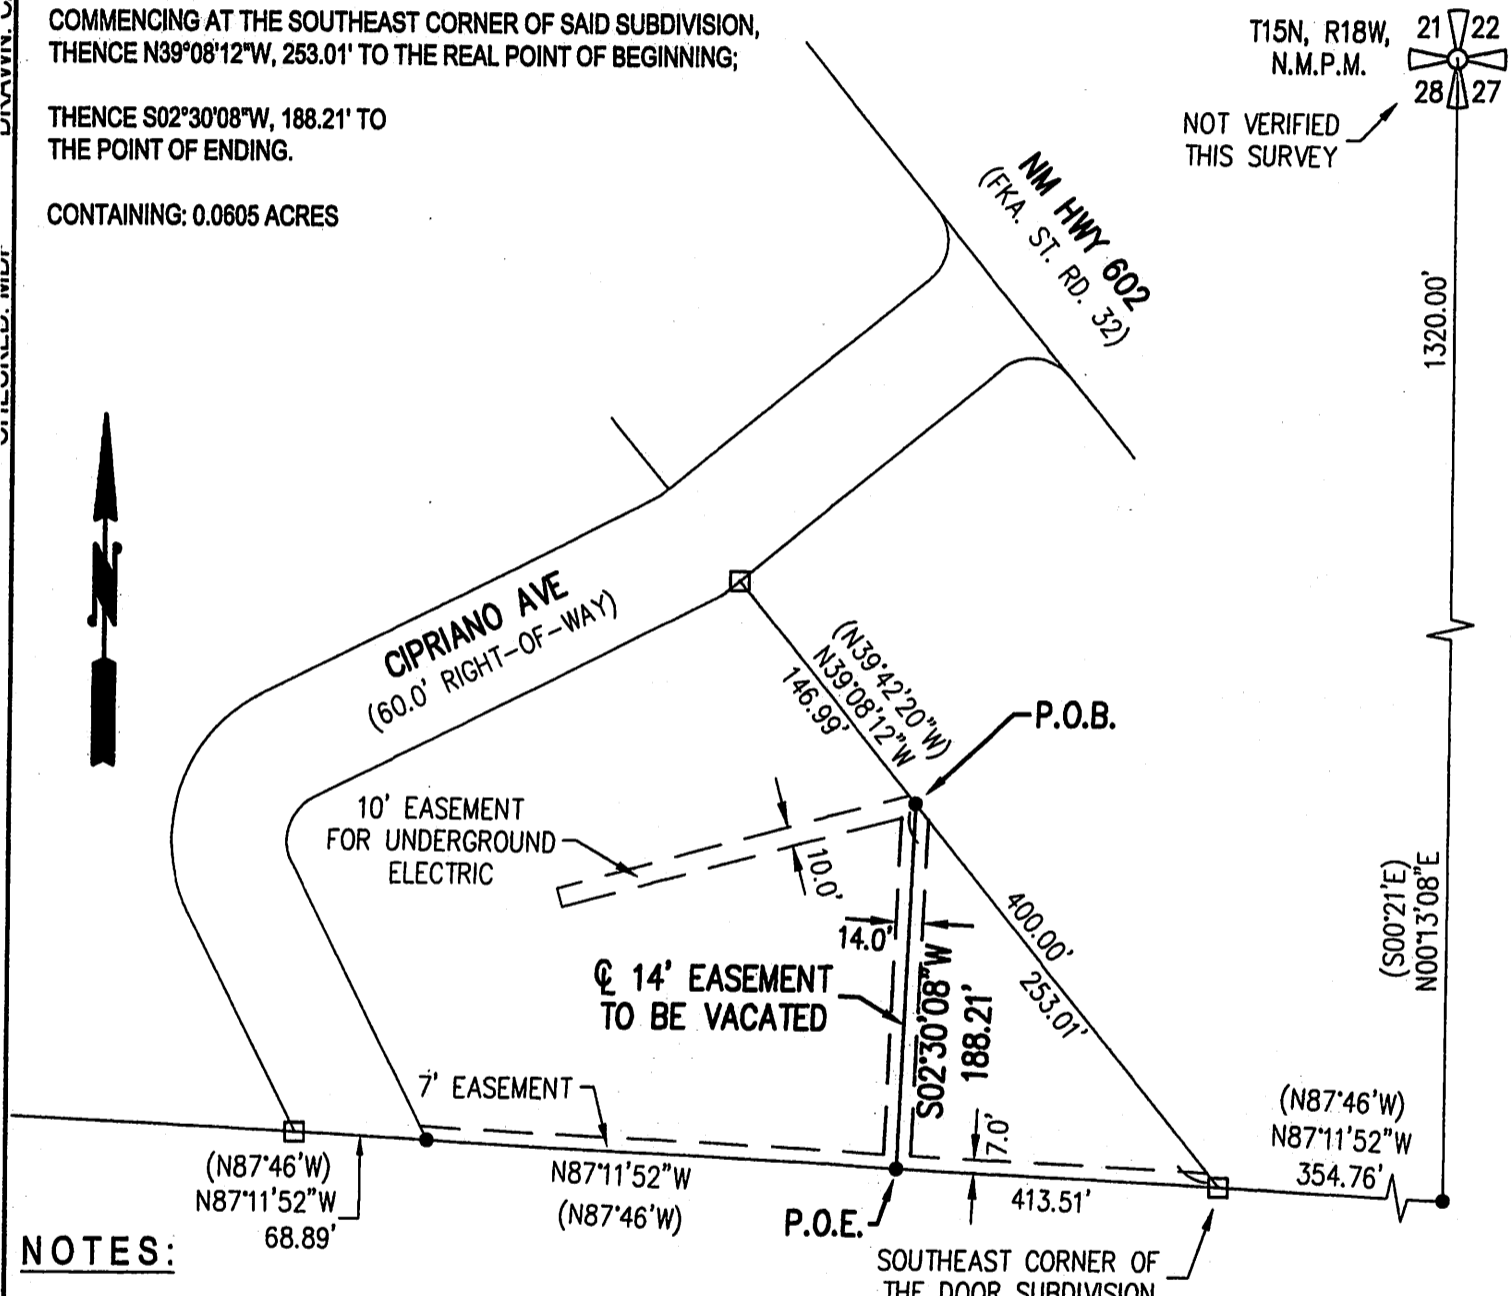 COMMENCING AT THE SOUTHEAST CORNER OF SAID SUBDIVISION,
THENCE N39°08'12"W, 253.01' TO THE REAL POINT OF BEGINNING;
THENCE S02°30'08"W, 188.21' TO
THE POINT OF ENDING.
CONTAINING: 0.0605 ACRES
T15N, R18W,
N.M.P.M.
21 22
28 27
NOT VERIFIED
THIS SURVEY
NM HWY 602
(FKA. ST. RD. 32)
1320.00'
CIPRIANO AVE
(60.0' RIGHT-OF-WAY)
(N39°42'20"W)
N39°08'12"W
146.99'
P.O.B.
10' EASEMENT
FOR UNDERGROUND
ELECTRIC
10.0'
14.0'
℄ 14' EASEMENT
TO BE VACATED
S02°30'08"W
188.21'
400.00'
253.01'
(S00°21'E)
N00°13'08"E
7' EASEMENT
7.0'
(N87°46'W)
N87°11'52"W
354.76'
(N87°46'W)
N87°11'52"W
68.89'
N87°11'52"W
(N87°46'W)
413.51'
P.O.E.
SOUTHEAST CORNER OF
THE DOOR SUBDIVISION
NOTES:
N